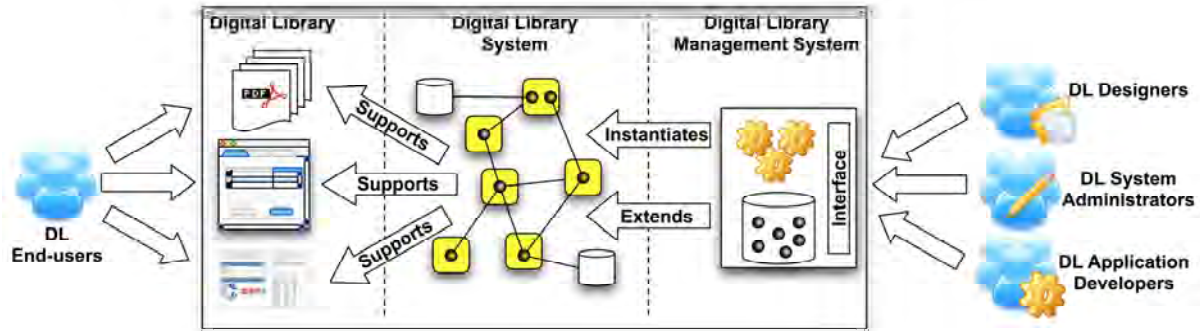 Digital Library
Digital Library
System
Digital Library
Management System
PDF
Supports
Supports
Supports
Instantiates
Extends
Interface
DL
End-users
DL Designers
DL System
Administrators
DL Application
Developers